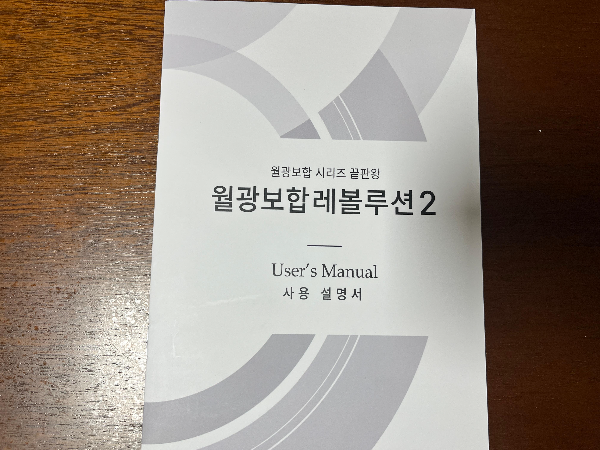 월광보합 시리즈 끝판왕
월광보합 레볼루션 2
User's Manual
사용 설명서